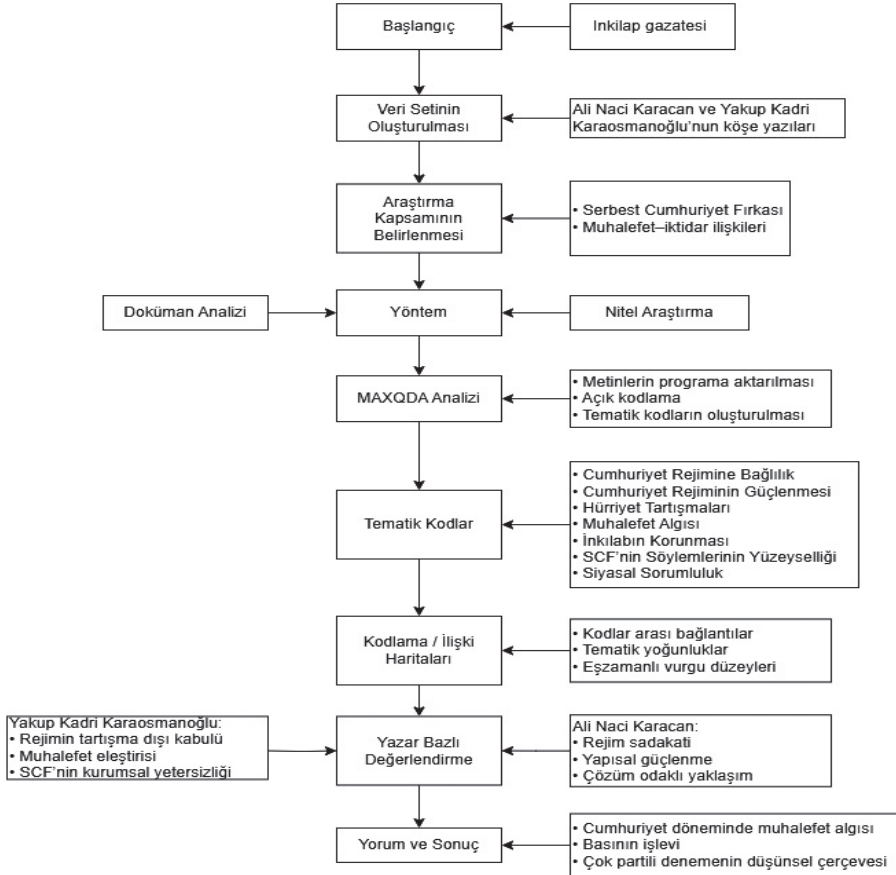 Başlangıç
Inkilap gazatesi
Veri Setinin
Oluşturulması
Ali Naci Karacan ve Yakup Kadri
Karaosmanoğlu'nun köşe yazıları
Araştırma
Kapsamının
Belirlenmesi
• Serbest Cumhuriyet Fırkası
• Muhalefet–iktidar ilişkileri
Doküman Analizi
Yöntem
Nitel Araştırma
MAXQDA Analizi
• Metinlerin programa aktarılması
• Açık kodlama
• Tematik kodların oluşturulması
Tematik Kodlar
• Cumhuriyet Rejimine Bağlılık
• Cumhuriyet Rejiminin Güçlenmesi
• Hürriyet Tartışmaları
• Muhalefet Algısı
• İnkılabın Korunması
• SCF'nin Söylemlerinin Yüzeyselliği
• Siyasal Sorumluluk
Kodlama / İlişki
Haritaları
• Kodlar arası bağlantılar
• Tematik yoğunluklar
• Eşzamanlı vurgu düzeyleri
Yakup Kadri Karaosmanoğlu:
• Rejimin tartışma dışı kabulü
• Muhalefet eleştirisi
• SCF'nin kurumsal yetersizliği
Yazar Bazlı
Değerlendirme
Ali Naci Karacan:
• Rejim sadakati
• Yapısal güçlenme
• Çözüm odaklı yaklaşım
Yorum ve Sonuç
• Cumhuriyet döneminde muhalefet algısı
• Basının işlevi
• Çok partili denemenin düşünsel çerçevesi